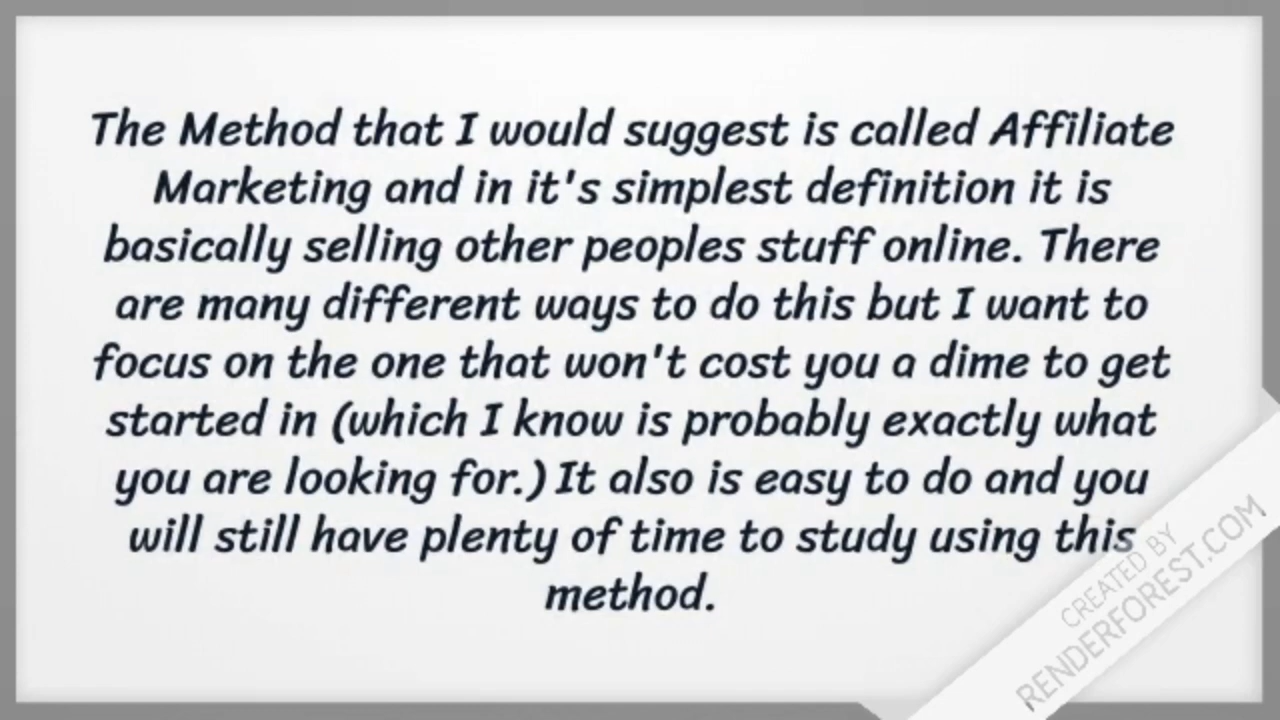 The Method that I would suggest is called Affiliate
Marketing and in it's simplest definition it is
basically selling other peoples stuff online. There
are many different ways to do this but I want to
focus on the one that won't cost you a dime to get
started in (which I know is probably exactly what
you are looking for.) It also is easy to do and you
will still have plenty of time to study using this
method.
CREATED BY
RENDERFOREST.COM